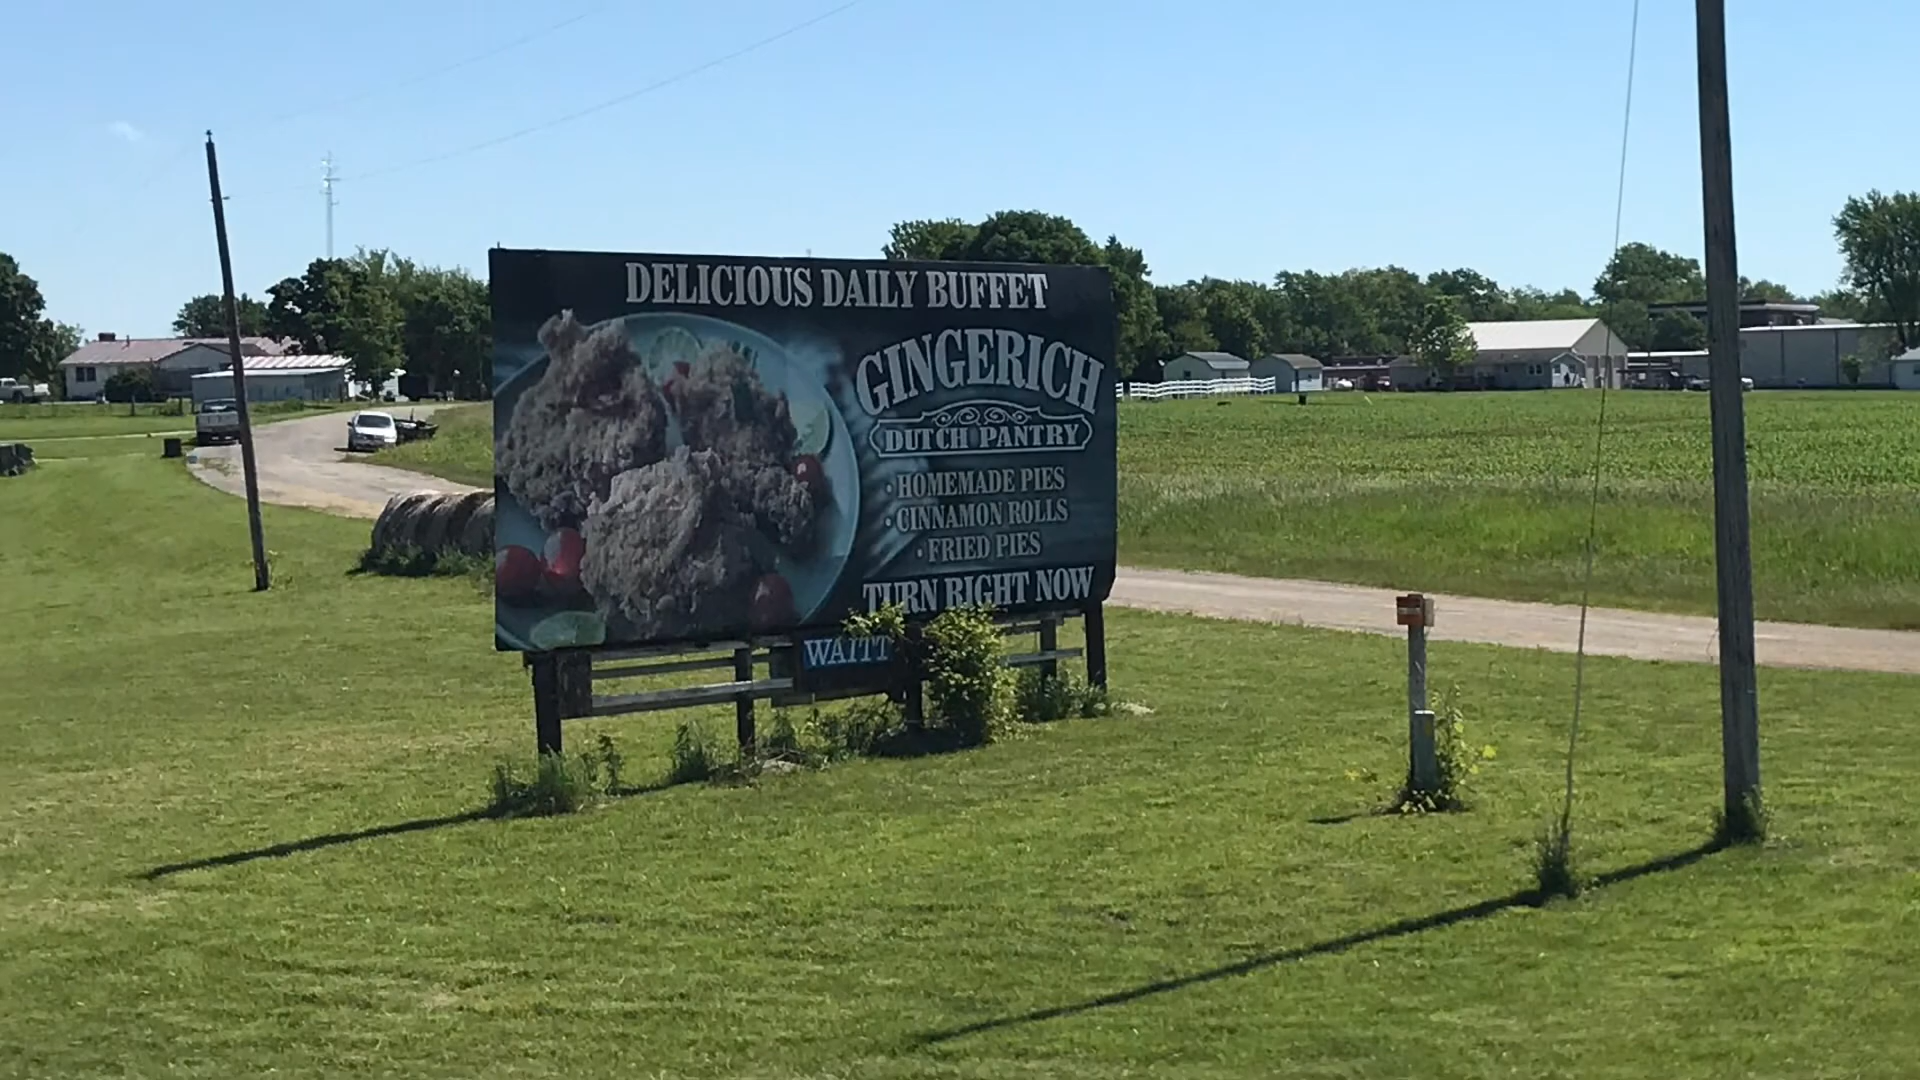 DELICIOUS DAILY BUFFET
GINGERICH
DUTCH PANTRY
• HOMEMADE PIES
• CINNAMON ROLLS
• FRIED PIES
TURN RIGHT NOW
WAITT